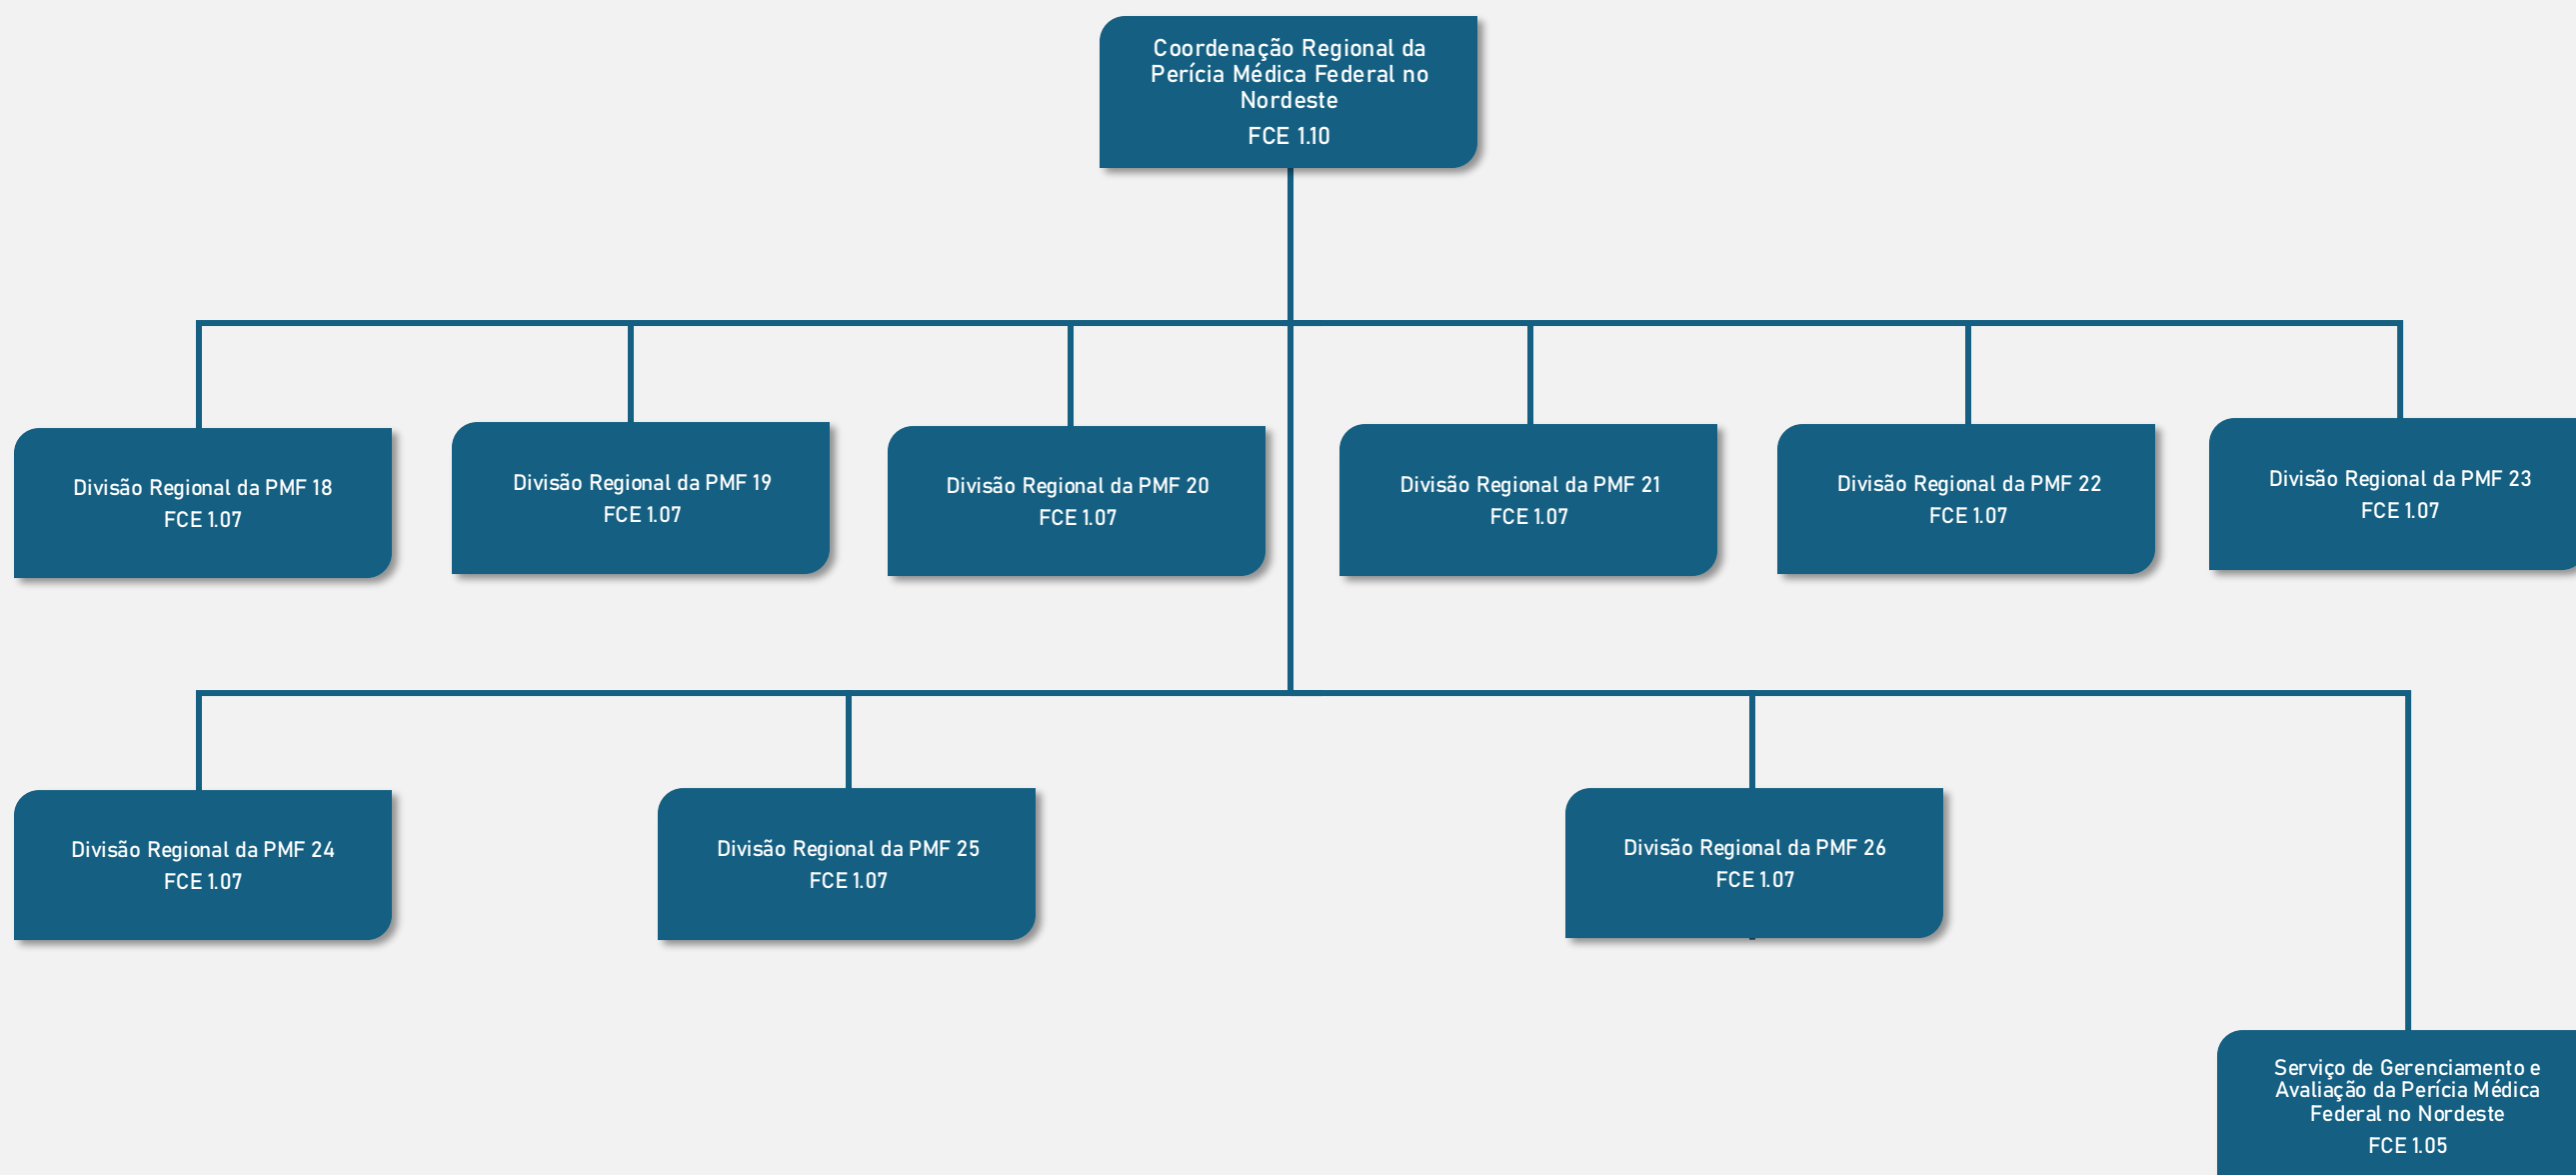 Coordenação Regional da
Perícia Médica Federal no
Nordeste
FCE 1.10
Divisão Regional da PMF 18
FCE 1.07
Divisão Regional da PMF 19
FCE 1.07
Divisão Regional da PMF 20
FCE 1.07
Divisão Regional da PMF 21
FCE 1.07
Divisão Regional da PMF 22
FCE 1.07
Divisão Regional da PMF 23
FCE 1.07
Divisão Regional da PMF 24
FCE 1.07
Divisão Regional da PMF 25
FCE 1.07
Divisão Regional da PMF 26
FCE 1.07
Serviço de Gerenciamento e
Avaliação da Perícia Médica
Federal no Nordeste
FCE 1.05